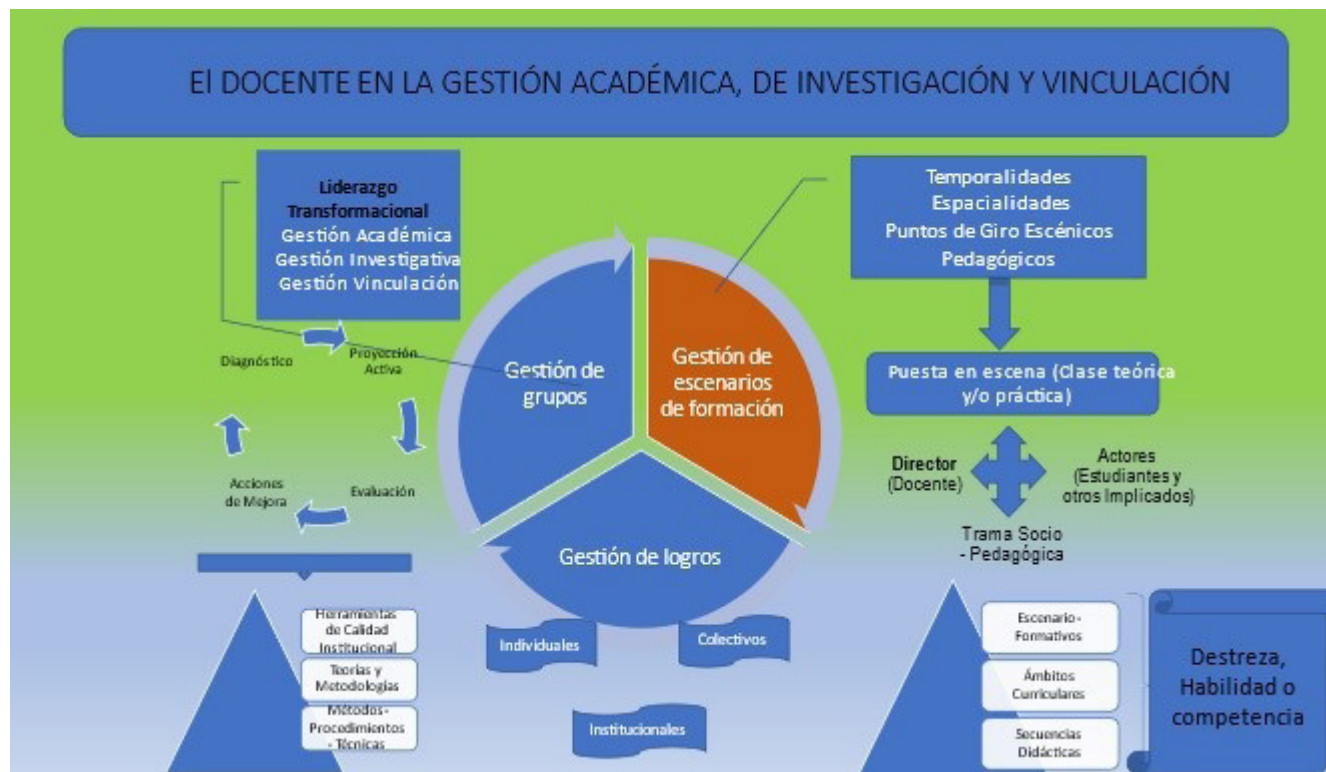 El DOCENTE EN LA GESTIÓN ACADÉMICA, DE INVESTIGACIÓN Y VINCULACIÓN
Liderazgo
Transformacional
Gestión Académica
Gestión Investigativa
Gestión Vinculación
Diagnóstico
Proyección
Activa
Evaluación
Acciones
de Mejora
Herramientas
de Calidad
Institucional
Teorías y
Metodologías
Métodos-
Procedimientos
- Técnicas
Gestión de
grupos
Gestión de
escenarios
de formación
Gestión de logros
Individuales
Colectivos
Institucionales
Temporalidades
Espacialidades
Puntos de Giro Escénicos
Pedagógicos
Puesta en escena (Clase teórica
y/o práctica)
Director
(Docente)
Actores
(Estudiantes y
otros Implicados)
Trama Socio
- Pedagógica
Escenario-
Formativos
Ámbitos
Curriculares
Secuencias
Didácticas
Destreza,
Habilidad o
competencia